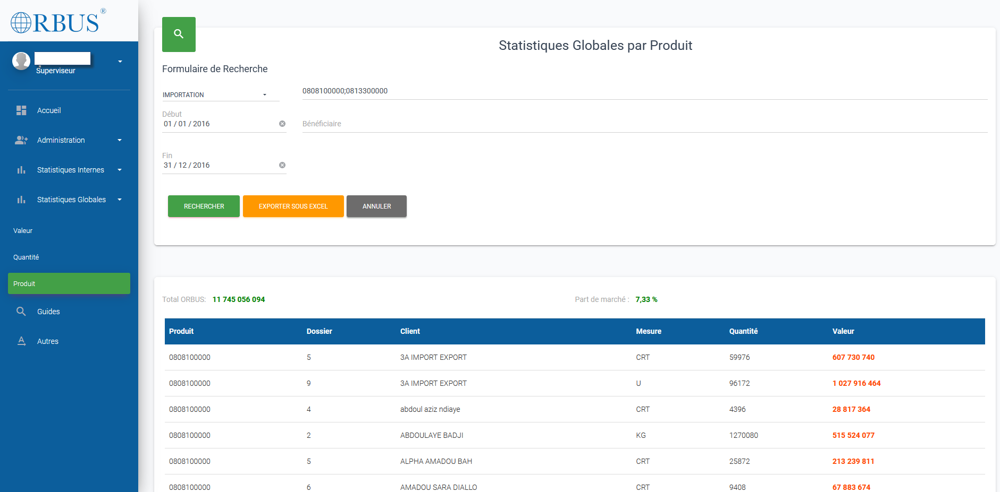 ORBUS®
Superviseur
Accueil
Administration
Statistiques Internes
Statistiques Globales
Valeur
Quantité
Produit
Guides
Autres
Statistiques Globales par Produit
Formulaire de Recherche
IMPORTATION 0808100000;0813300000
Début
01 / 01 / 2016 Bénéficiaire
Fin
31 / 12 / 2016
RECHERCHER EXPORTER SOUS EXCEL ANNULER
Total ORBUS: 11 745 056 094 Part de marché : 7,33 %
Produit Dossier Client Mesure Quantité Valeur
0808100000 5 3A IMPORT EXPORT CRT 59976 607 730 740
0808100000 9 3A IMPORT EXPORT U 96172 1 027 916 464
0808100000 4 abdoul aziz ndiaye CRT 4396 28 817 364
0808100000 2 ABDOULAYE BADJI KG 1270080 515 524 077
0808100000 5 ALPHA AMADOU BAH CRT 25872 213 239 811
0808100000 6 AMADOU SARA DIALLO CRT 9408 67 883 674